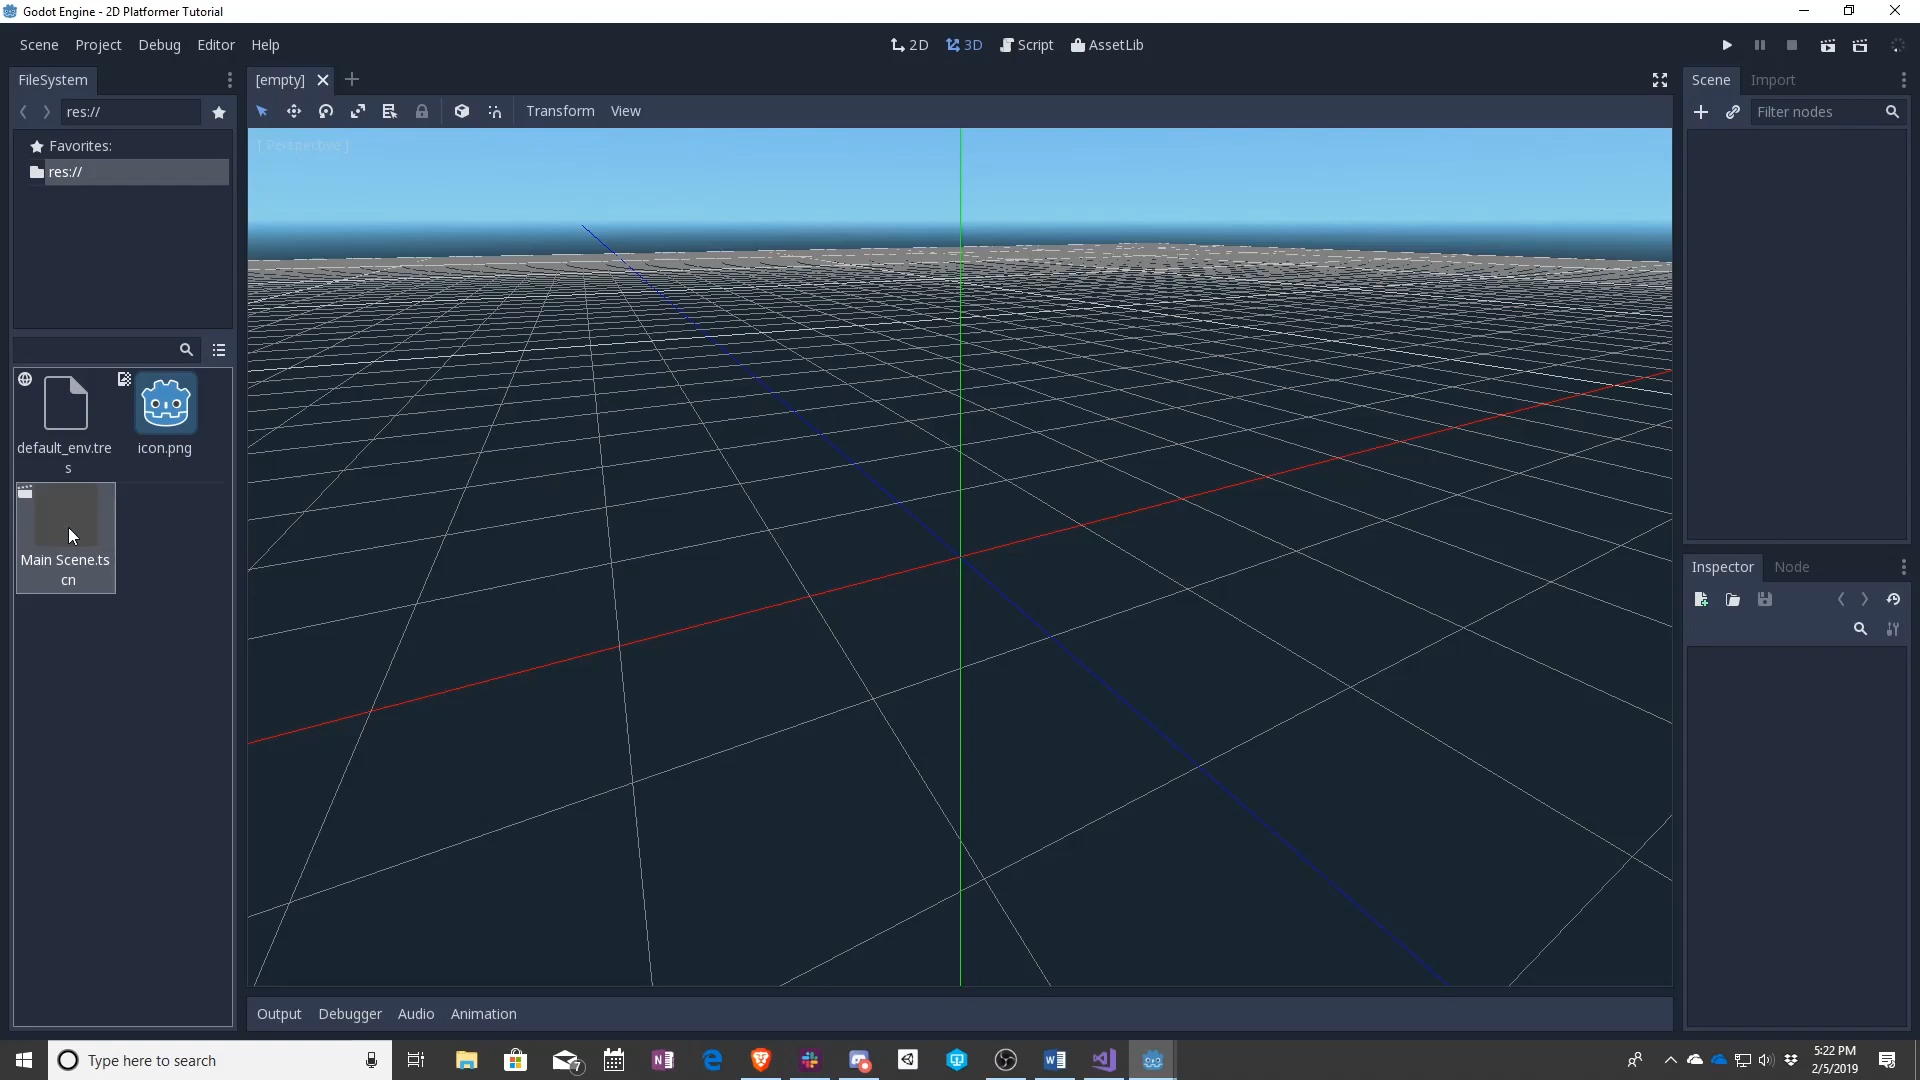 Godot Engine - 2D Platformer Tutorial
Scene Project Debug Editor Help
2D 3D Script AssetLib
FileSystem
[empty]
Scene Import
res://
Transform View
Filter nodes
Favorites:
res://
[ Perspective ]
default_env.tre
s
icon.png
Main Scene.ts
cn
Inspector Node
Output Debugger Audio Animation
Type here to search
7
5:22 PM
2/5/2019